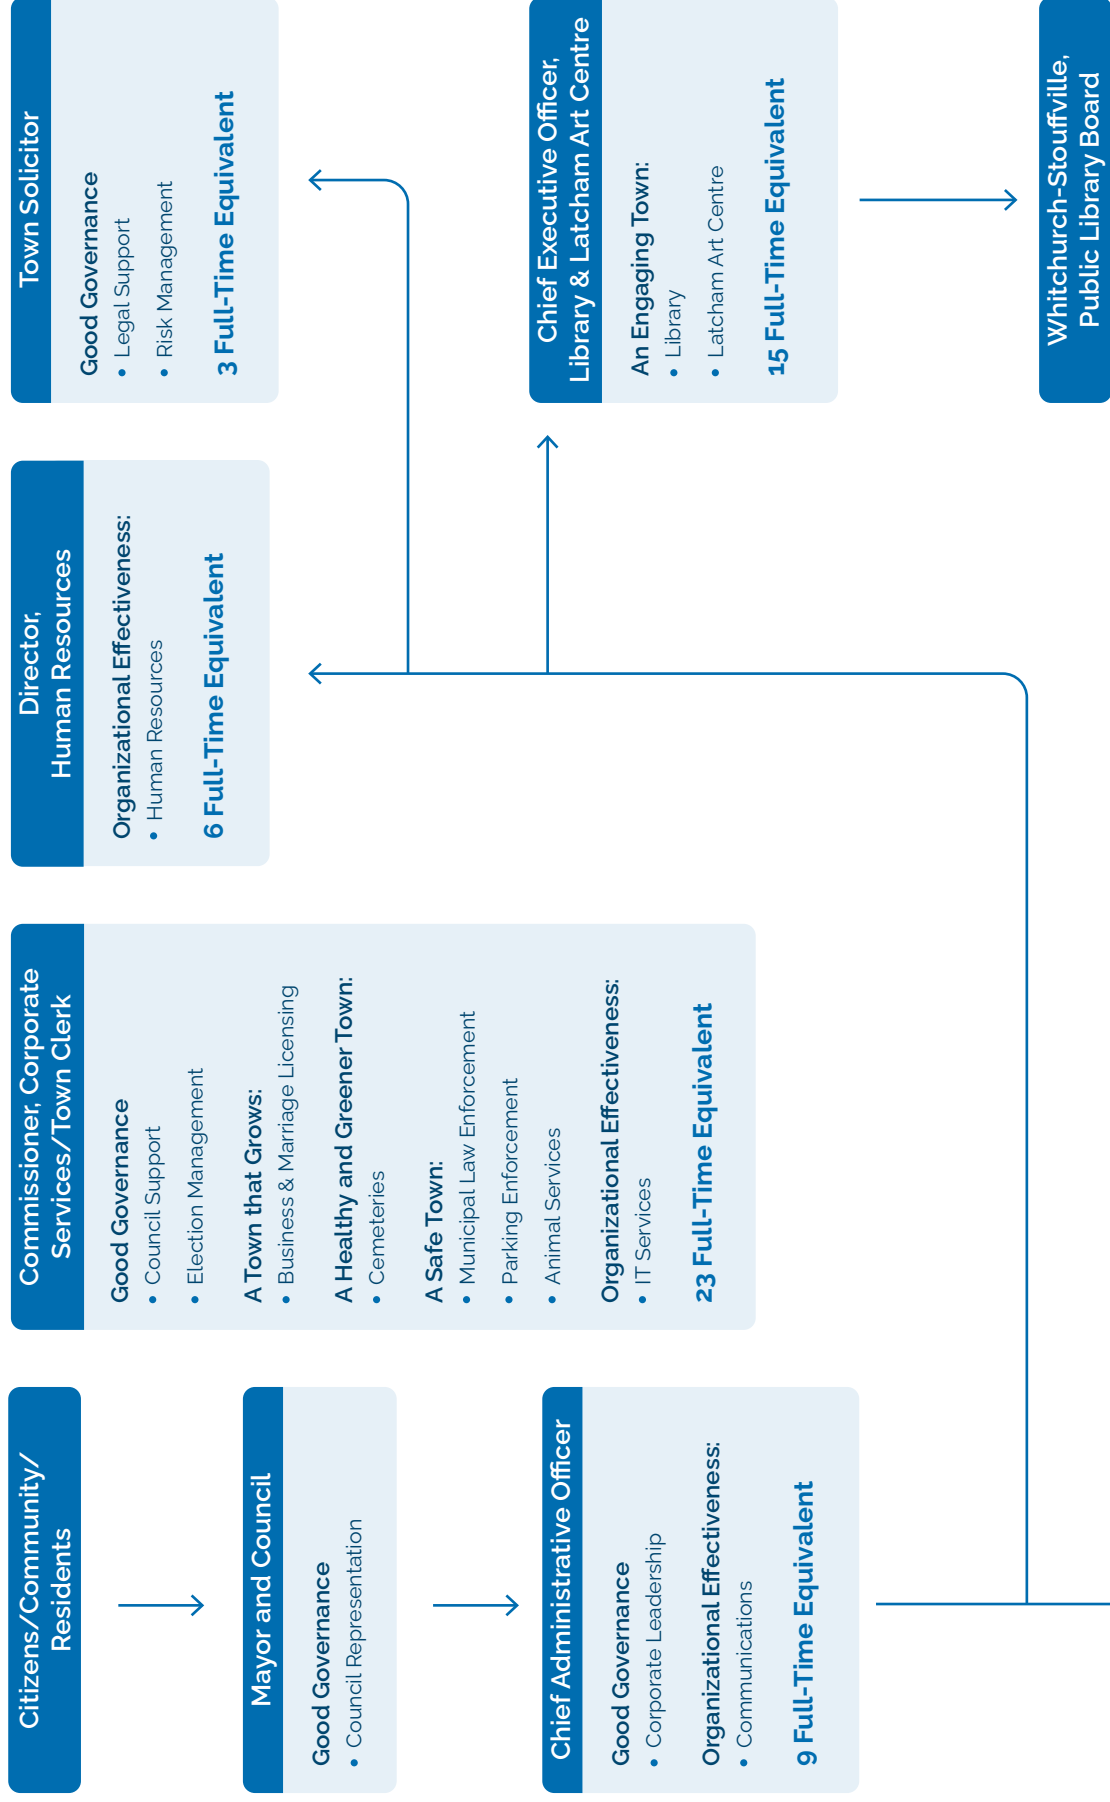 Citizens/Community/
Residents
Mayor and Council
Good Governance
• Council Representation
Chief Administrative Officer
Good Governance
• Corporate Leadership
Organizational Effectiveness:
• Communications
9 Full-Time Equivalent
Commissioner, Corporate
Services/Town Clerk
Good Governance
• Council Support
• Election Management
A Town that Grows:
• Business & Marriage Licensing
A Healthy and Greener Town:
• Cemeteries
A Safe Town:
• Municipal Law Enforcement
• Parking Enforcement
• Animal Services
Organizational Effectiveness:
• IT Services
23 Full-Time Equivalent
Director,
Human Resources
Organizational Effectiveness:
• Human Resources
6 Full-Time Equivalent
Town Solicitor
Good Governance
• Legal Support
• Risk Management
3 Full-Time Equivalent
Chief Executive Officer,
Library & Latcham Art Centre
An Engaging Town:
• Library
• Latcham Art Centre
15 Full-Time Equivalent
Whitchurch-Stouffville,
Public Library Board